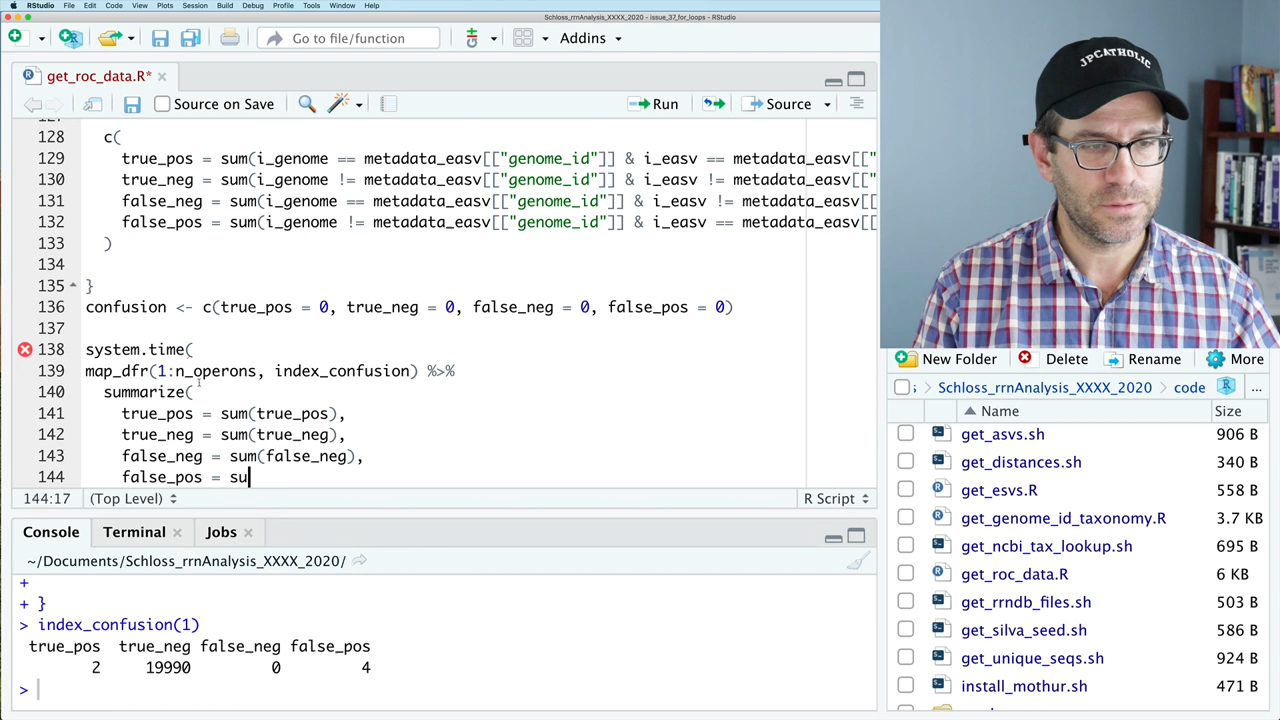 RStudio File Edit Code View Plots Session Build Debug Profile Tools Window Help
Schloss_rrnAnalysis_XXXX_2020 - issue_37_for_loops - RStudio
Go to file/function
Addins
get_roc_data.R*
Source on Save
Run
Source
128 c(
129 true_pos = sum(i_genome == metadata_easv[["genome_id"]] & i_easv == metadata_easv[["
130 true_neg = sum(i_genome != metadata_easv[["genome_id"]] & i_easv != metadata_easv[["
131 false_neg = sum(i_genome == metadata_easv[["genome_id"]] & i_easv != metadata_easv[[
132 false_pos = sum(i_genome != metadata_easv[["genome_id"]] & i_easv == metadata_easv[[
133 )
134
135 }
136 confusion <- c(true_pos = 0, true_neg = 0, false_neg = 0, false_pos = 0)
137
138 system.time(
139 map_dfr(1:n_operons, index_confusion) %>%
140 summarize(
141 true_pos = sum(true_pos),
142 true_neg = sum(true_neg),
143 false_neg = sum(false_neg),
144 false_pos = su
144:17 (Top Level) R Script
Console Terminal Jobs
~/Documents/Schloss_rrnAnalysis_XXXX_2020/
+
+ }
> index_confusion(1)
true_pos true_neg false_neg false_pos
2 19990 0 4
>
JPCATHOLIC
New Folder Delete Rename More
s Schloss_rrnAnalysis_XXXX_2020 code ...
Name Size
get_asvs.sh 906 B
get_distances.sh 340 B
get_esvs.R 558 B
get_genome_id_taxonomy.R 3.7 KB
get_ncbi_tax_lookup.sh 695 B
get_roc_data.R 6 KB
get_rrndb_files.sh 503 B
get_silva_seed.sh 586 B
get_unique_seqs.sh 924 B
install_mothur.sh 471 B